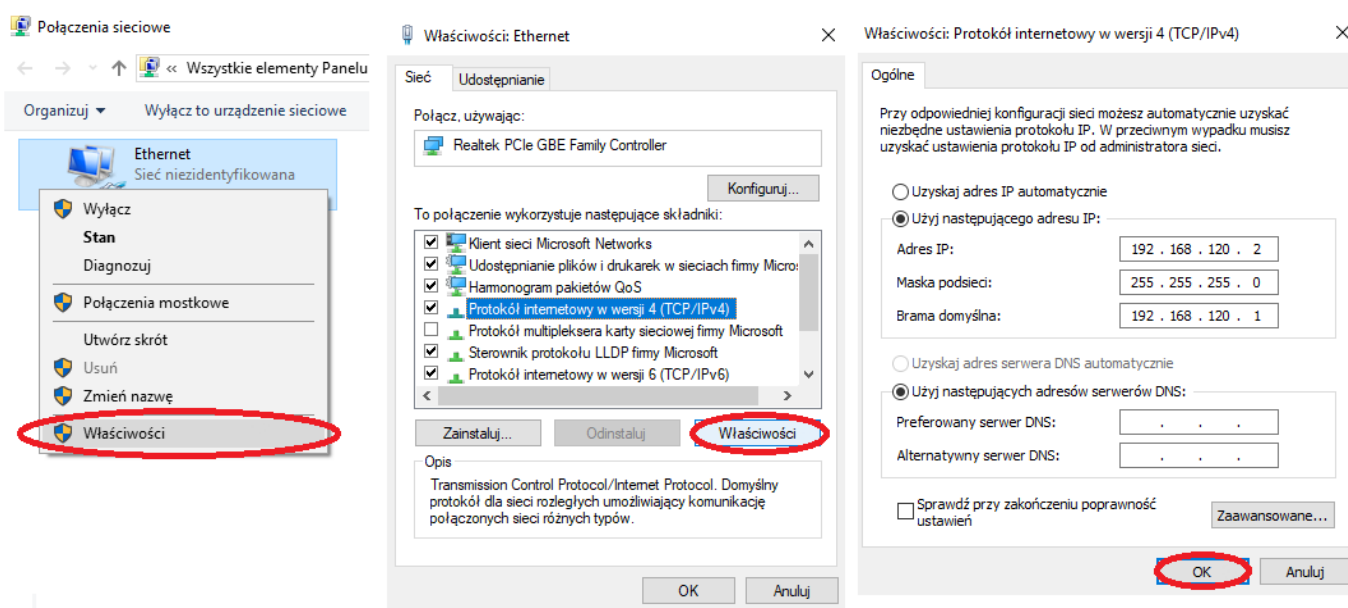 Połączenia sieciowe
« Wszystkie elementy Panelu
Organizuj Wyłącz to urządzenie sieciowe
Ethernet
Sieć niezidentyfikowana
Wyłącz
Stan
Diagnozuj
Połączenia mostkowe
Utwórz skrót
Usuń
Zmień nazwę
Właściwości
Właściwości: Ethernet
Sieć Udostępnianie
Połącz, używając:
Realtek PCIe GBE Family Controller
Konfiguruj...
To połączenie wykorzystuje następujące składniki:
Klient sieci Microsoft Networks
Udostępnianie plików i drukarek w sieciach firmy Micro
Harmonogram pakietów QoS
Protokół internetowy w wersji 4 (TCP/IPv4)
Protokół multipleksera karty sieciowej firmy Microsoft
Sterownik protokołu LLDP firmy Microsoft
Protokół internetowy w wersji 6 (TCP/IPv6)
Zainstaluj... Odinstaluj Właściwości
Opis
Transmission Control Protocol/Internet Protocol. Domyślny
protokół dla sieci rozległych umożliwiający komunikację
połączonych sieci różnych typów.
OK Anuluj
Właściwości: Protokół internetowy w wersji 4 (TCP/IPv4)
Ogólne
Przy odpowiedniej konfiguracji sieci możesz automatycznie uzyskać
niezbędne ustawienia protokołu IP. W przeciwnym wypadku musisz
uzyskać ustawienia protokołu IP od administratora sieci.
Uzyskaj adres IP automatycznie
Użyj następującego adresu IP:
Adres IP: 192 . 168 . 120 . 2
Maska podsieci: 255 . 255 . 255 . 0
Brama domyślna: 192 . 168 . 120 . 1
Uzyskaj adres serwera DNS automatycznie
Użyj następujących adresów serwerów DNS:
Preferowany serwer DNS: . . .
Alternatywny serwer DNS: . . .
Sprawdź przy zakończeniu poprawność
ustawień
Zaawansowane...
OK Anuluj